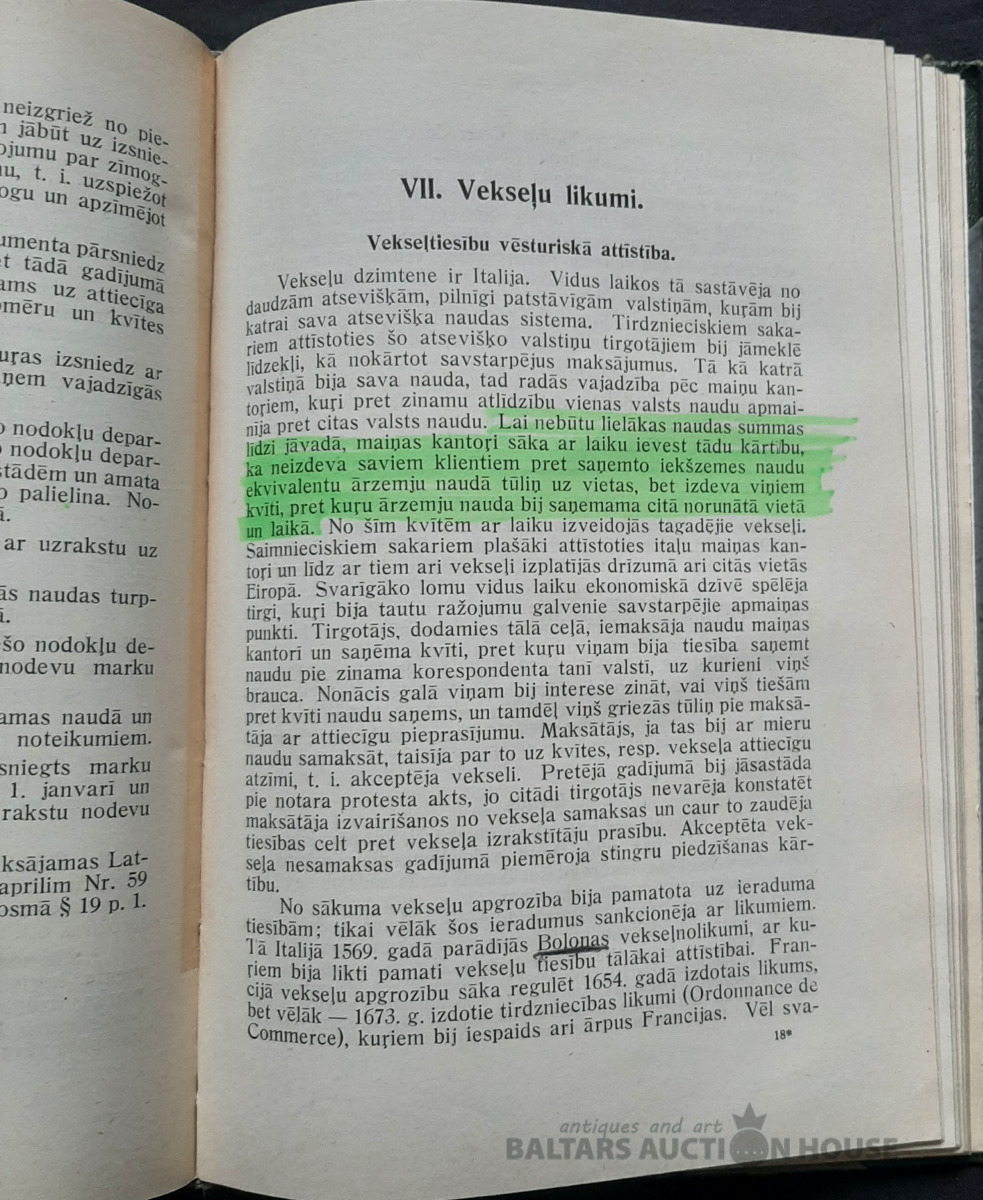 neizgriež no pie-
jābūt uz izsnie-
ojumu par zīmog-
u, t. i. uzspiežot
ogu un apzīmējot
umenta pārsniedz
et tādā gadījumā
ams uz attiecīga
omēru un kvītes
uŗas izsniedz ar
ņem vajadzīgās
o nodokļu depar-
o nodokļu depar-
stādēm un amata
o palielina. No-
ā.
ar uzrakstu uz
ās naudas turp-
ā.
ešo nodokļu de-
nodevu marku
amas naudā un
noteikumiem.
sniegts marku
1. janvarī un
rakstu nodevu
ksājamas Lat-
aprilim Nr. 59
osmā § 19 p. 1.
VII. Vekseļu likumi.
Vekseļtiesību vēsturiskā attīstība.
Vekseļu dzimtene ir Italija. Vidus laikos tā sastāvēja no
daudzām atsevišķām, pilnīgi patstāvīgām valstiņām, kuŗām bij
katrai sava atsevišķa naudas sistema. Tirdznieciskiem saka-
riem attīstoties šo atsevišķo valstiņu tirgotājiem bij jāmeklē
līdzekļi, kā nokārtot savstarpējus maksājumus. Tā kā katrā
valstiņā bija sava nauda, tad radās vajadzība pēc maiņu kan-
toŗiem, kuŗi pret zinamu atlīdzību vienas valsts naudu apmai-
nīja pret citas valsts naudu. Lai nebūtu lielākas naudas summas
līdzi jāvadā, maiņas kantoŗi sāka ar laiku ievest tādu kārtību,
ka neizdeva saviem klientiem pret saņemto iekšzemes naudu
ekvivalentu ārzemju naudā tūliņ uz vietas, bet izdeva viņiem
kvīti, pret kuŗu ārzemju nauda bij saņemama citā norunātā vietā
un laikā. No šīm kvītēm ar laiku izveidojās tagadējie vekseļi.
Saimnieciskiem sakariem plašāki attīstoties itaļu maiņas kan-
toŗi un līdz ar tiem ari vekseļi izplatījās drīzumā ari citās vietās
Eiropā. Svarīgāko lomu vidus laiku ekonomiskā dzīvē spēlēja
tirgi, kuŗi bija tautu ražojumu galvenie savstarpējie apmaiņas
punkti. Tirgotājs, dodamies tālā ceļā, iemaksāja naudu maiņas
kantorī un saņēma kvīti, pret kuŗu viņam bija tiesība saņemt
naudu pie zinama korespondenta tanī valstī, uz kurieni viņš
brauca. Nonācis galā viņam bij interese zināt, vai viņš tiešām
pret kvīti naudu saņems, un tamdēļ viņš griezās tūliņ pie maksā-
tāja ar attiecīgu pieprasījumu. Maksātājs, ja tas bij ar mieru
naudu samaksāt, taisīja par to uz kvītes, resp. vekseļa attiecīgu
atzīmi, t. i. akceptēja vekseli. Pretējā gadījumā bij jāsastāda
pie notara protesta akts, jo citādi tirgotājs nevarēja konstatēt
maksātāja izvairīšanos no vekseļa samaksas un caur to zaudēja
tiesības celt pret vekseļa izrakstītāju prasību. Akceptēta vek-
seļa nesamaksas gadījumā piemēroja stingru piedzīšanas kār-
tību.
No sākuma vekseļu apgrozība bija pamatota uz ieraduma
tiesībām; tikai vēlāk šos ieradumus sankcionēja ar likumiem.
Tā Italijā 1569. gadā parādījās Boloņas vekseļnolikumi, ar ku-
ŗiem bija likti pamati vekseļu tiesību tālākai attīstībai. Fran-
cijā vekseļu apgrozību sāka regulēt 1654. gadā izdotais likums,
bet vēlāk — 1673. g. izdotie tirdzniecības likumi (Ordonnance de
Commerce), kuŗiem bij iespaids ari ārpus Francijas. Vēl sva-
18*
antiques and art
BALTARS AUCTION HOUSE